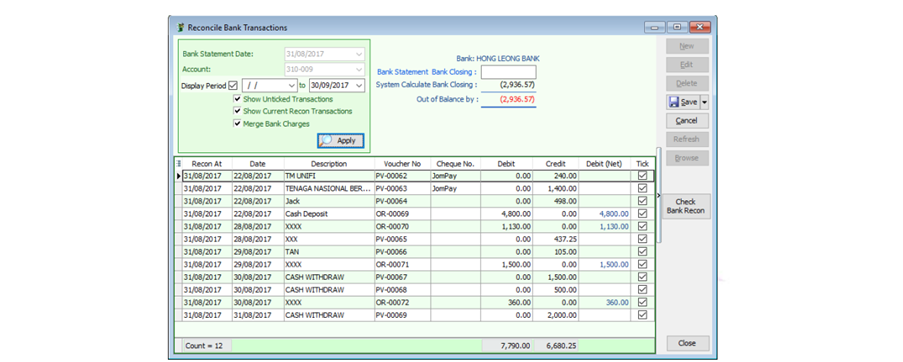 Reconcile Bank Transactions
Bank Statement Date: 31/08/2017
Account: 310-009
Display Period / / to 30/09/2017
Show Unticked Transactions
Show Current Recon Transactions
Merge Bank Charges
Apply
Bank: HONG LEONG BANK
Bank Statement Bank Closing :
System Calculate Bank Closing : (2,936.57)
Out of Balance by : (2,936.57)
New
Edit
Delete
Save
Cancel
Refresh
Browse
Check
Bank Recon
Recon At Date Description Voucher No Cheque No. Debit Credit Debit (Net) Tick
31/08/2017 22/08/2017 TM UNIFI PV-00062 JomPay 0.00 240.00
31/08/2017 22/08/2017 TENAGA NASIONAL BER... PV-00063 JomPay 0.00 1,400.00
31/08/2017 22/08/2017 Jack PV-00064 0.00 498.00
31/08/2017 22/08/2017 Cash Deposit OR-00069 4,800.00 0.00 4,800.00
31/08/2017 28/08/2017 XXXX OR-00070 1,130.00 0.00 1,130.00
31/08/2017 28/08/2017 XXX PV-00065 0.00 437.25
31/08/2017 29/08/2017 TAN PV-00066 0.00 105.00
31/08/2017 29/08/2017 XXXX OR-00071 1,500.00 0.00 1,500.00
31/08/2017 30/08/2017 CASH WITHDRAW PV-00067 0.00 1,500.00
31/08/2017 30/08/2017 XXXX PV-00068 0.00 500.00
31/08/2017 30/08/2017 XXXX OR-00072 360.00 0.00 360.00
31/08/2017 31/08/2017 CASH WITHDRAW PV-00069 0.00 2,000.00
Count = 12 7,790.00 6,680.25
Close